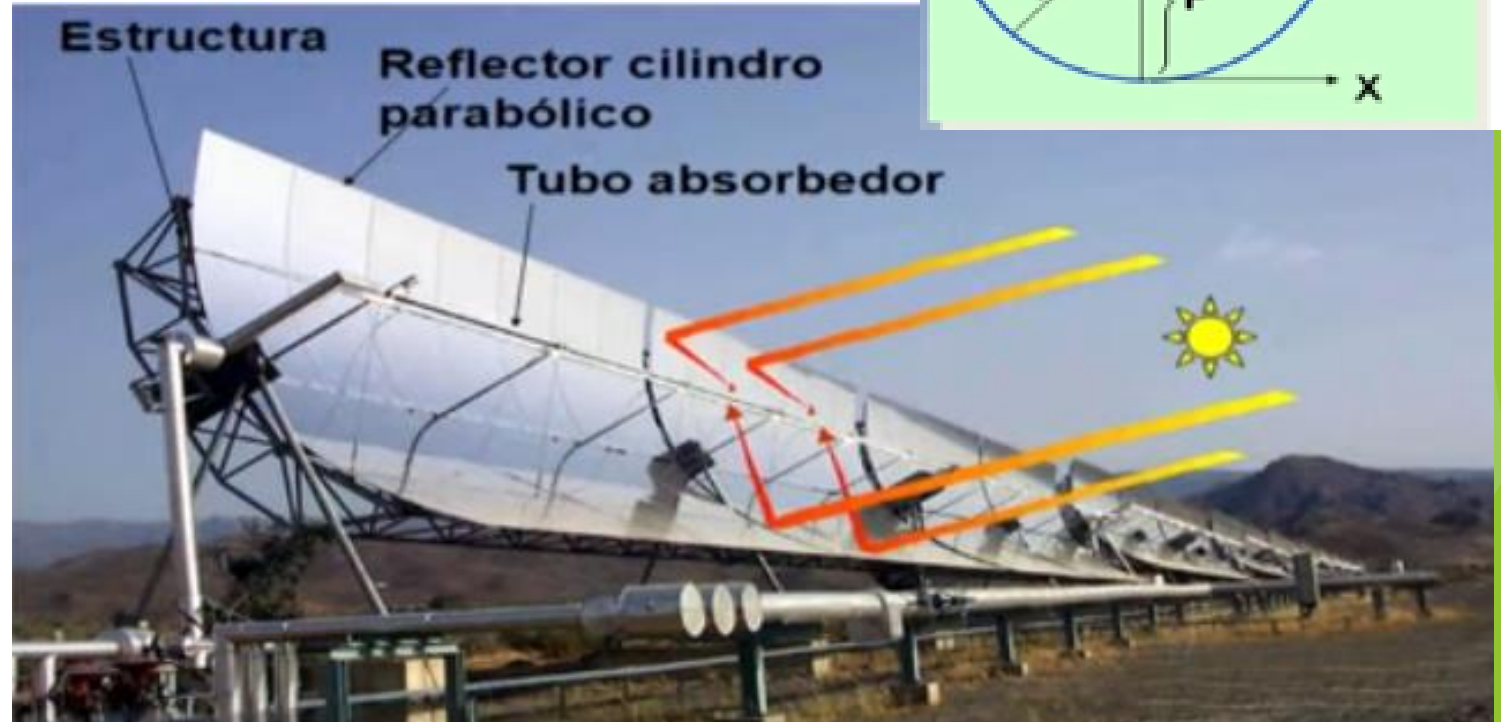 Estructura
Reflector cilindro
parabólico
Tubo absorbedor
X